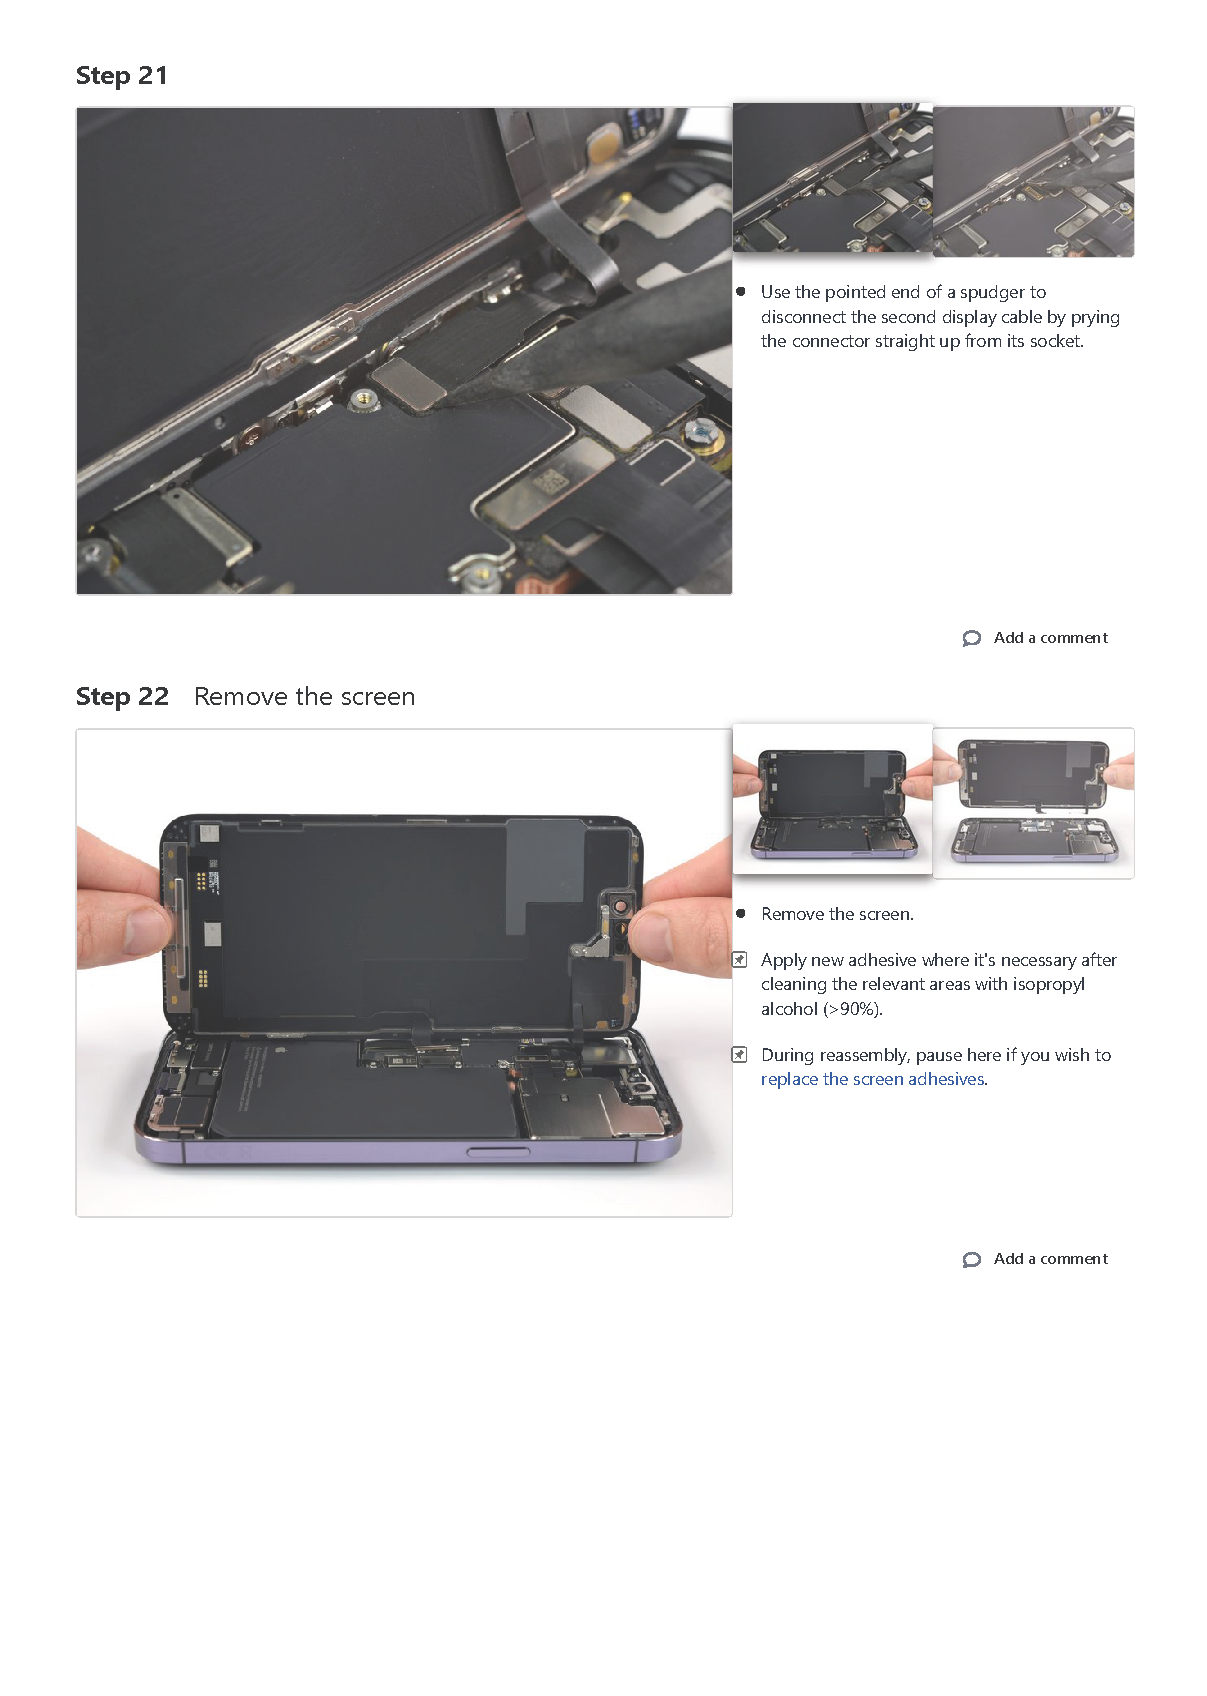 Step 21
Use the pointed end of a spudger to
disconnect the second display cable by prying
the connector straight up from its socket.
Add a comment
Step 22 Remove the screen
Remove the screen.
Apply new adhesive where it's necessary after
cleaning the relevant areas with isopropyl
alcohol (>90%).
During reassembly, pause here if you wish to
replace the screen adhesives.
Add a comment